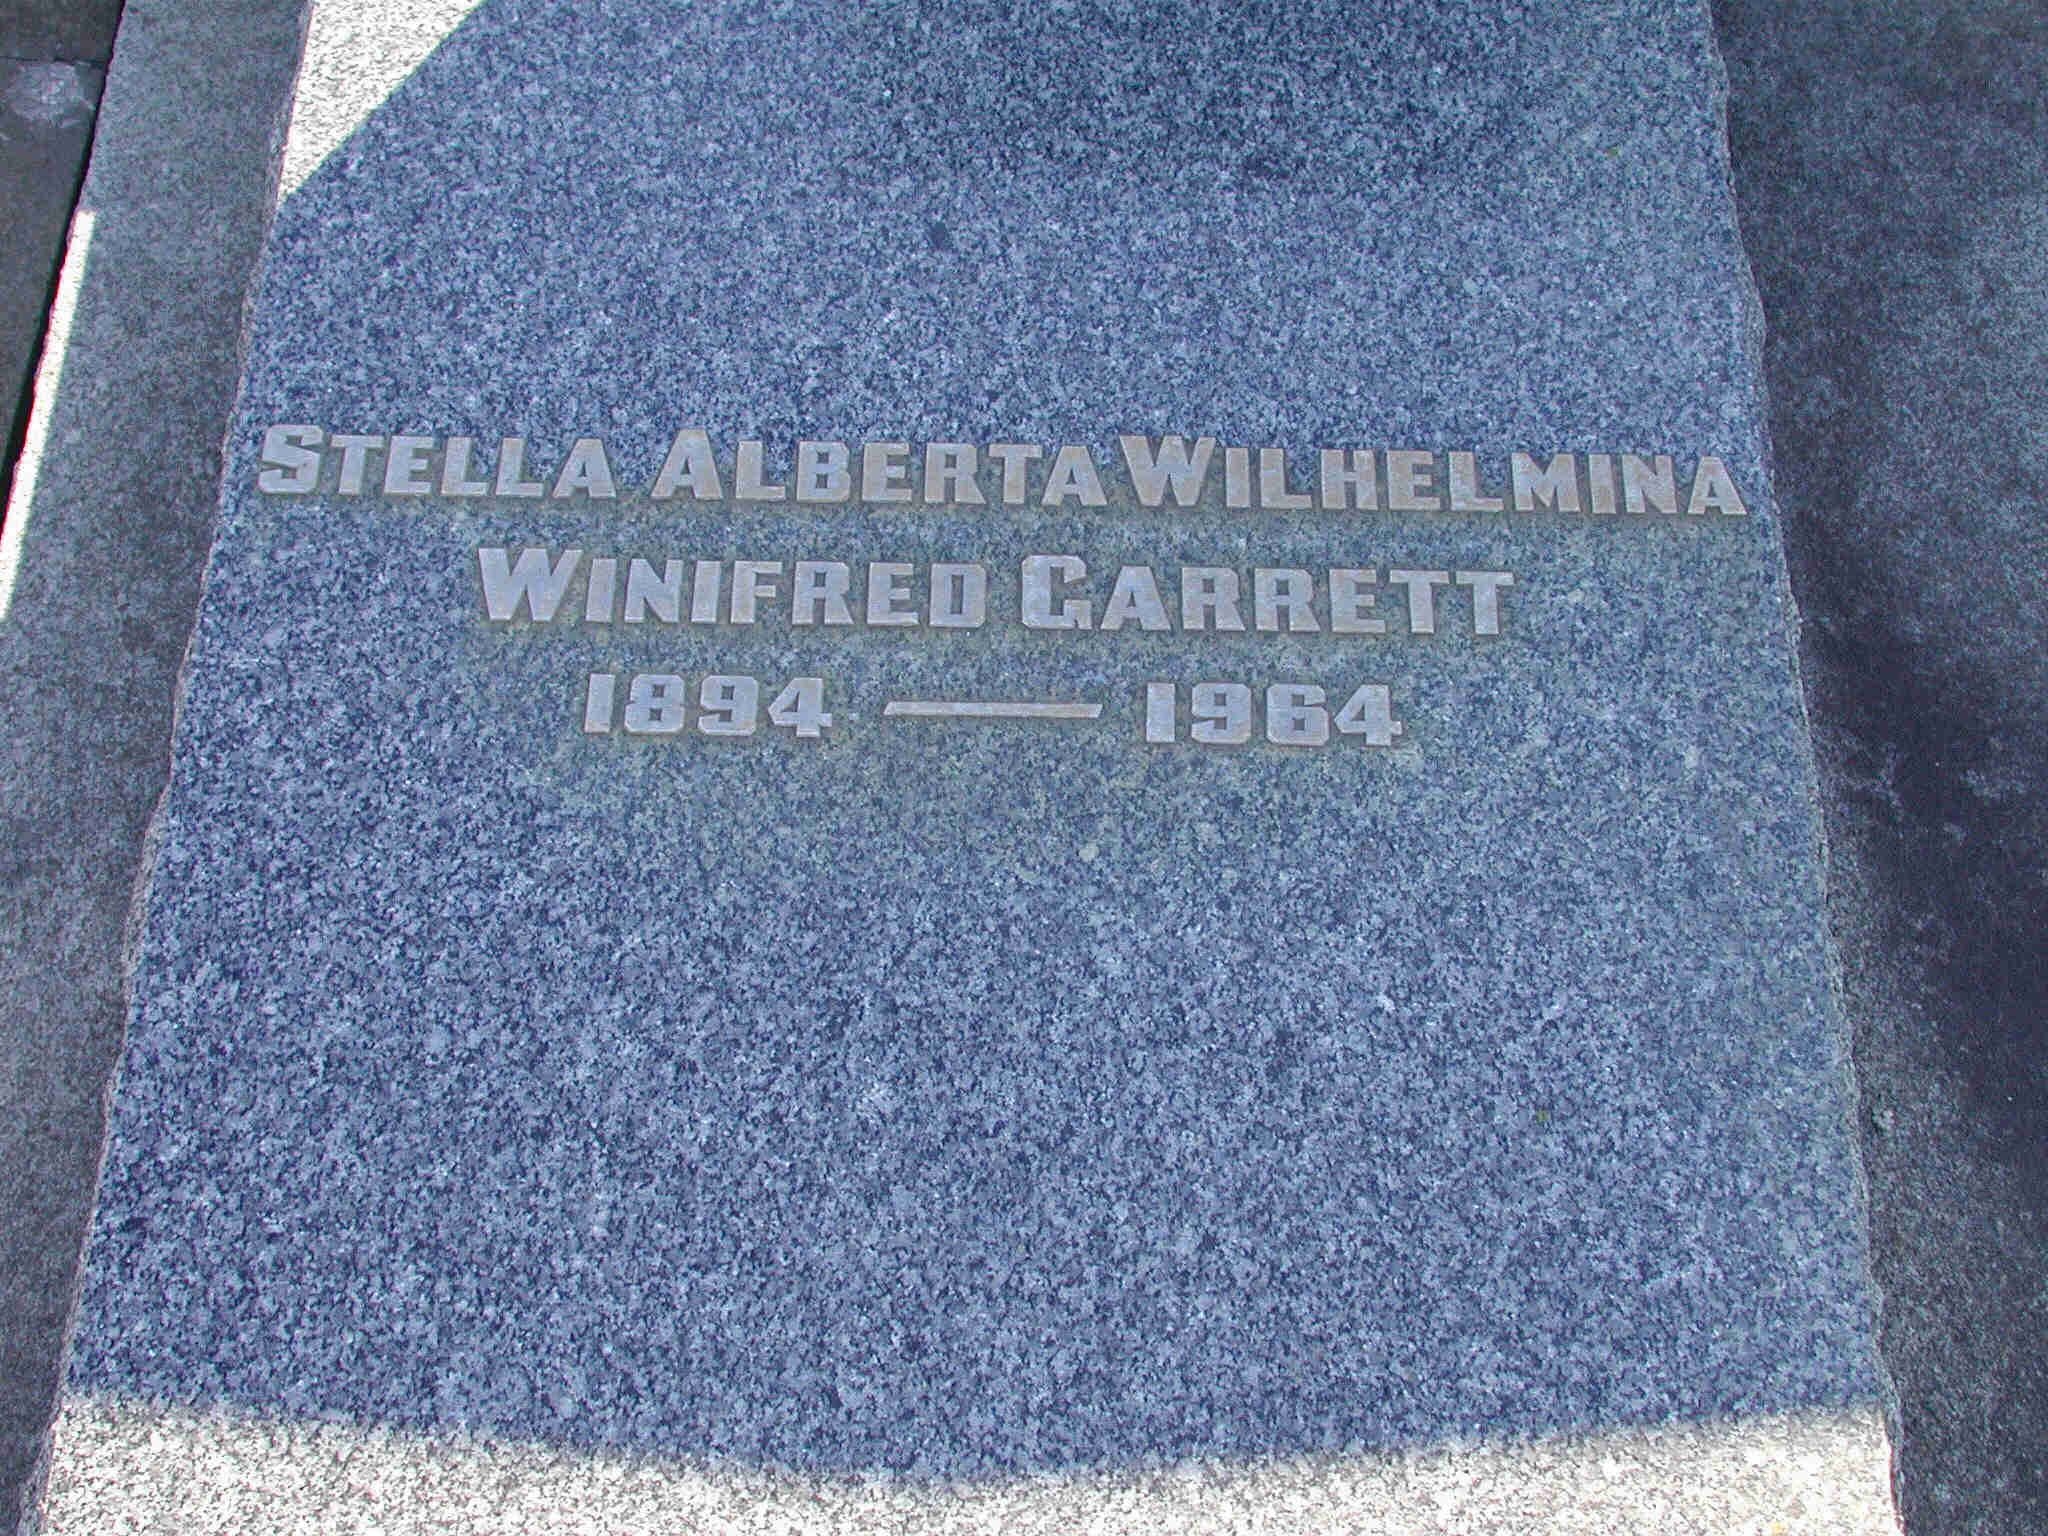 STELLA ALBERTA WILHELMINA
WINIFRED GARRETT
1894 — 1964